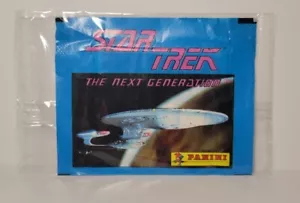 STAR
TREK
THE NEXT GENERATION
PANINI